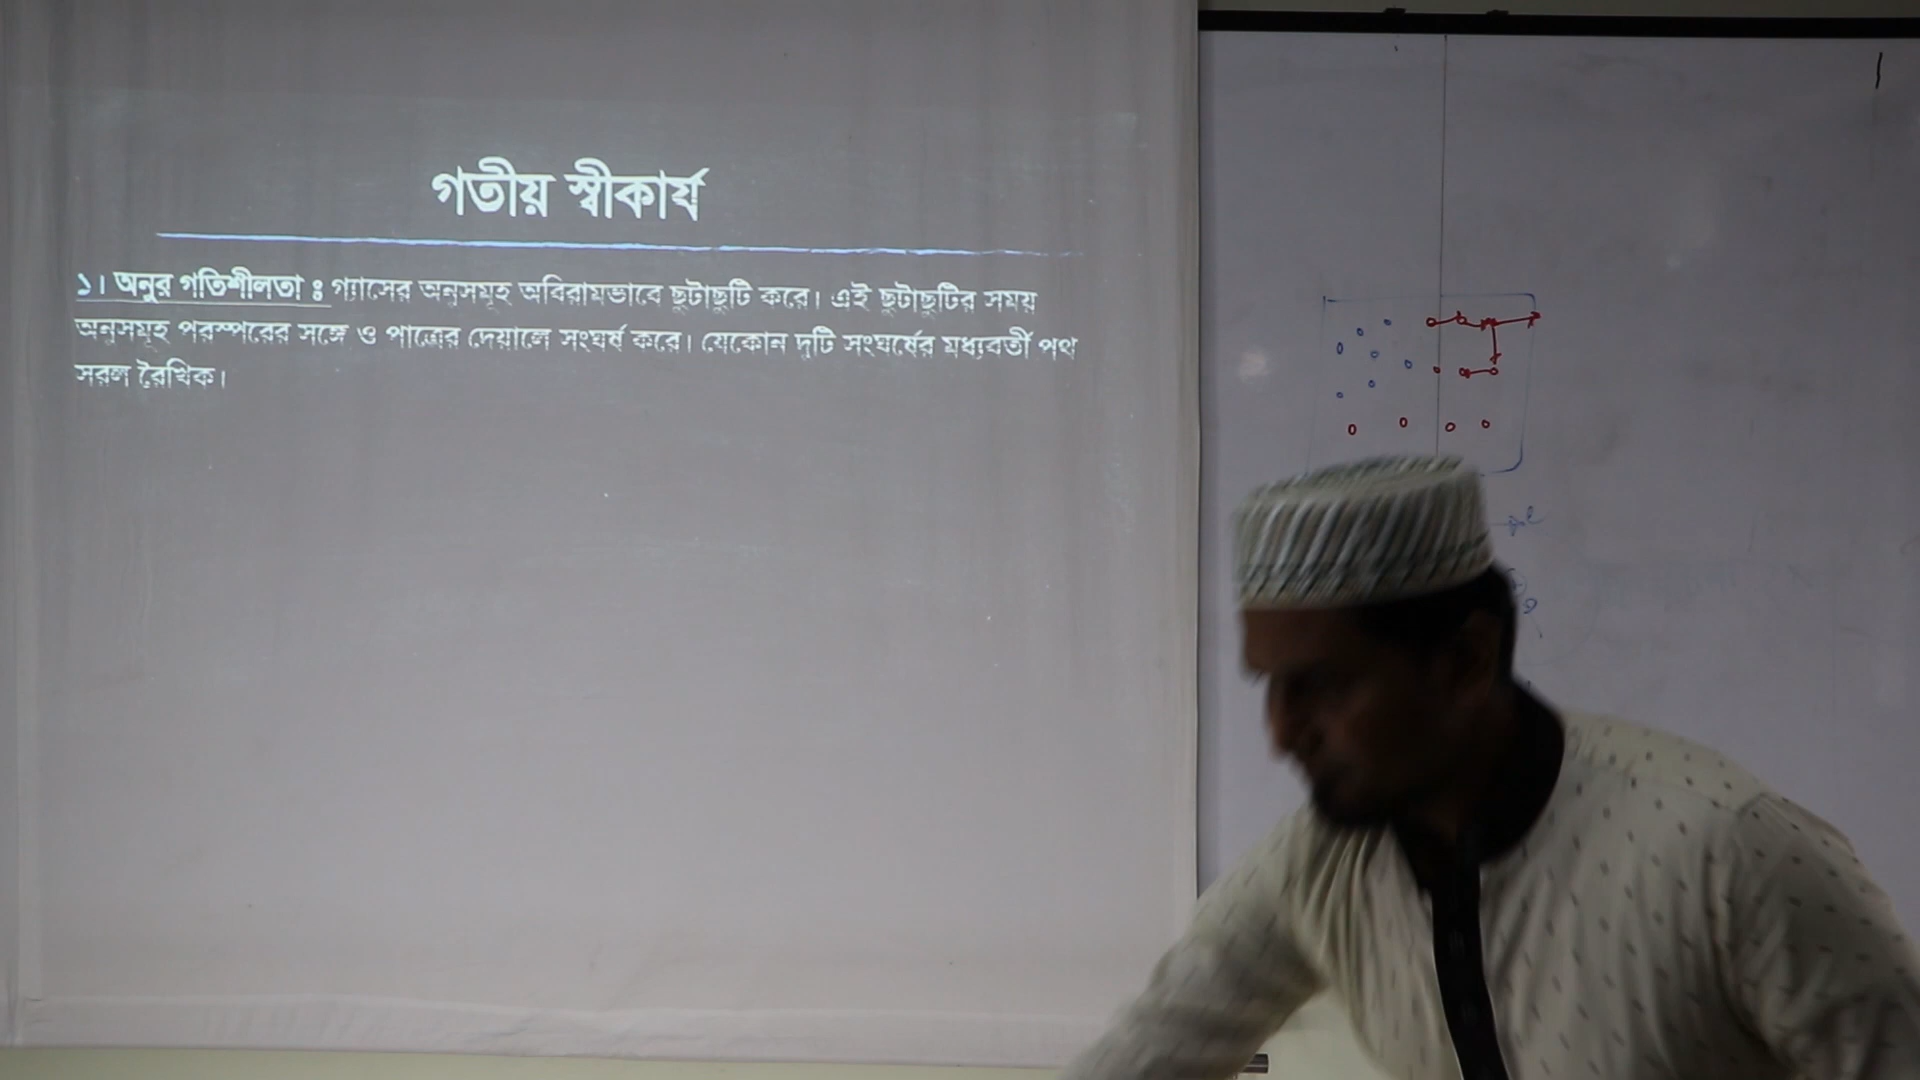 গতীয় স্বীকার্য
১। অনুর গতিশীলতা ঃ গ্যাসের অনুসমূহ অবিরামভাবে ছুটাছুটি করে। এই ছুটাছুটির সময়
অনুসমূহ পরস্পরের সঙ্গে ও পাত্রের দেয়ালে সংঘর্ষ করে। যেকোন দুটি সংঘর্ষের মধ্যবর্তী পথ
সরল রৈখিক।